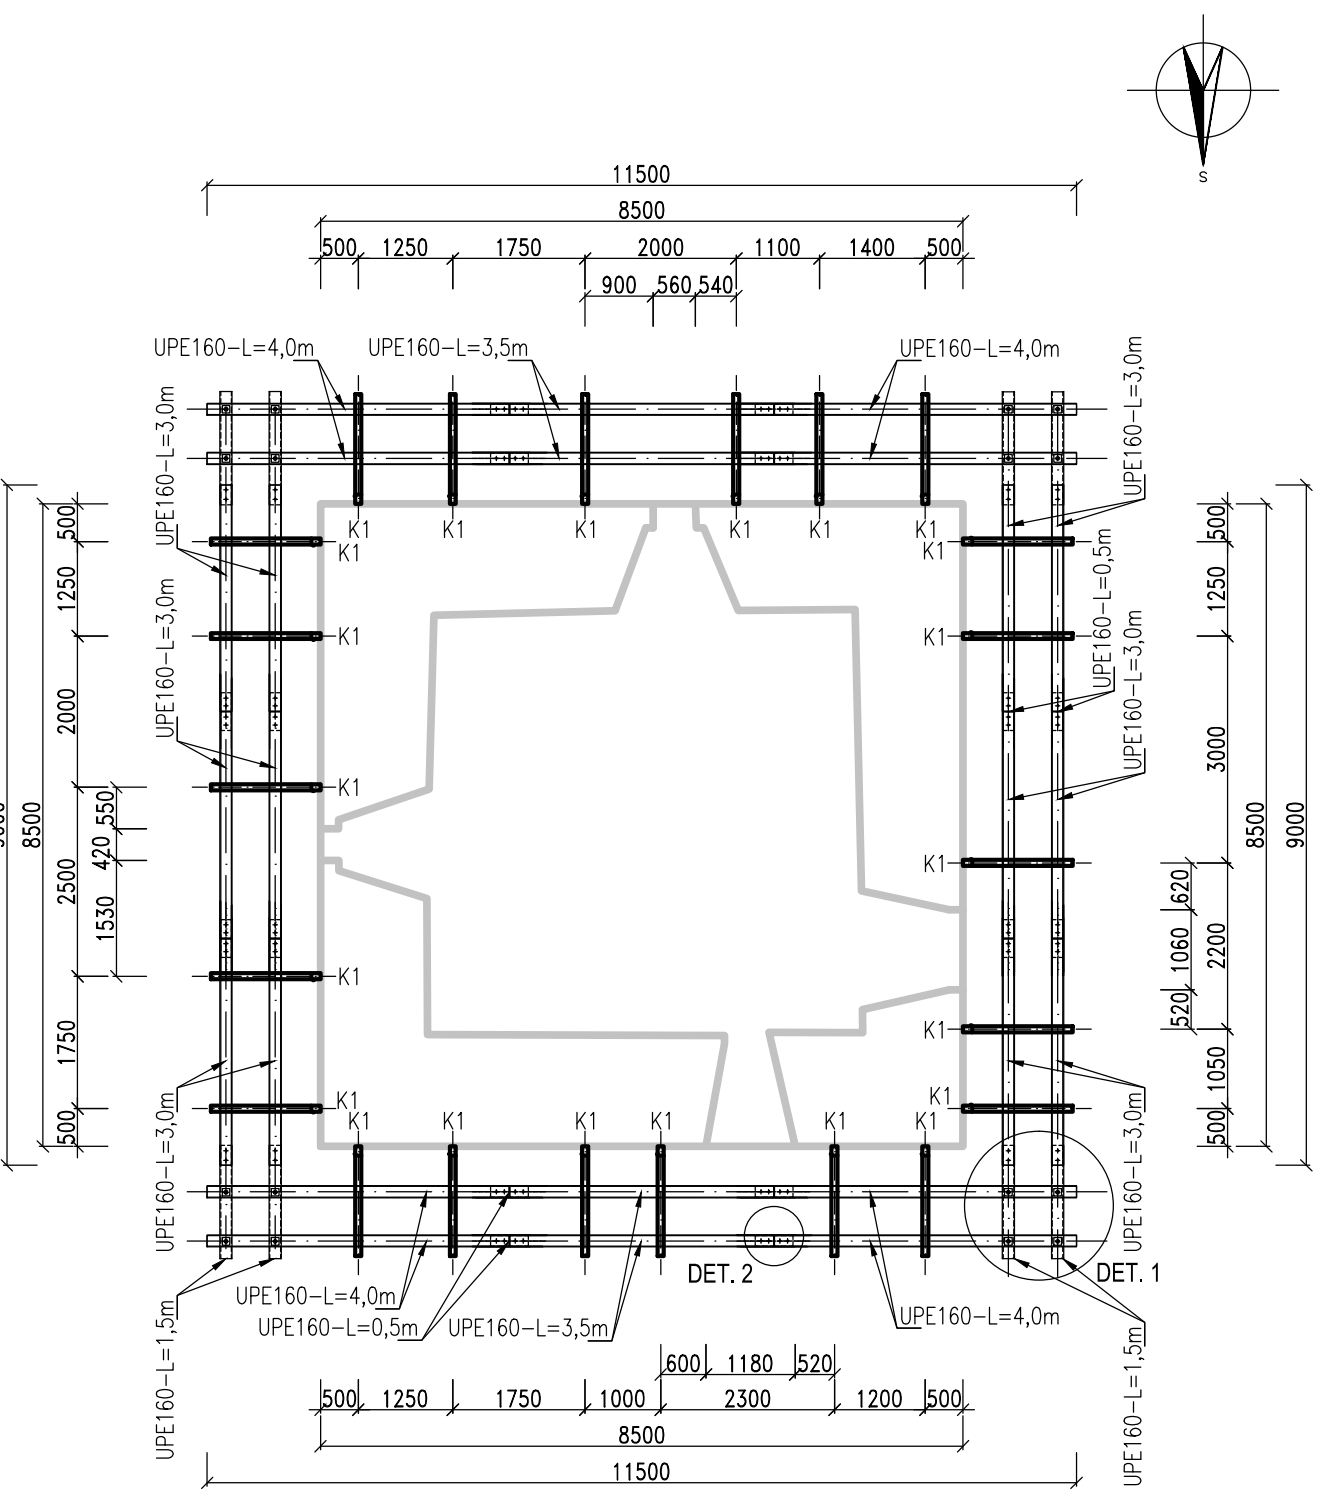 S
11500
8500
500 1250 1750 2000 1100 1400 500
900 560 540
UPE160-L=4,0m
UPE160-L=3,5m
UPE160-L=4,0m
UPE160-L=3,0m
UPE160-L=3,0m
K1 K1 K1 K1 K1 K1
K1
K1
K1
K1
K1
K1
K1
K1
K1
K1
500
1250
2000
2500
1750
500
550
420
1530
8500
UPE160-L=3,0m
UPE160-L=3,0m
UPE160-L=1,5m
UPE160-L=0,5m
UPE160-L=3,0m
UPE160-L=3,0m
UPE160-L=1,5m
620
1060
520
500
1250
3000
2200
1050
500
8500
9000
K1 K1 K1 K1 K1 K1
DET. 2
DET. 1
UPE160-L=4,0m
UPE160-L=0,5m
UPE160-L=3,5m
UPE160-L=4,0m
600 1180 520
500 1250 1750 1000 2300 1200 500
8500
11500